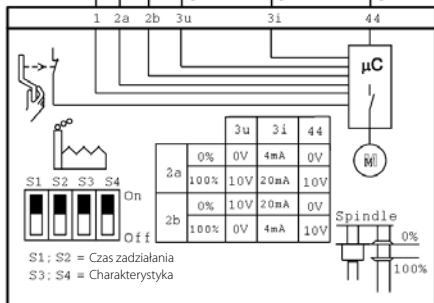 1 2a 2b 3u 3i 44
µC
M
3u 3i 44
2a 0% 0V 4mA 0V
100% 10V 20mA 10V
2b 0% 10V 20mA 0V
100% 0V 4mA 10V
S1 S2 S3 S4
On
Off
Spindle
0%
100%
S1; S2 = Czas zadziałania
S3; S4 = Charakterystyka